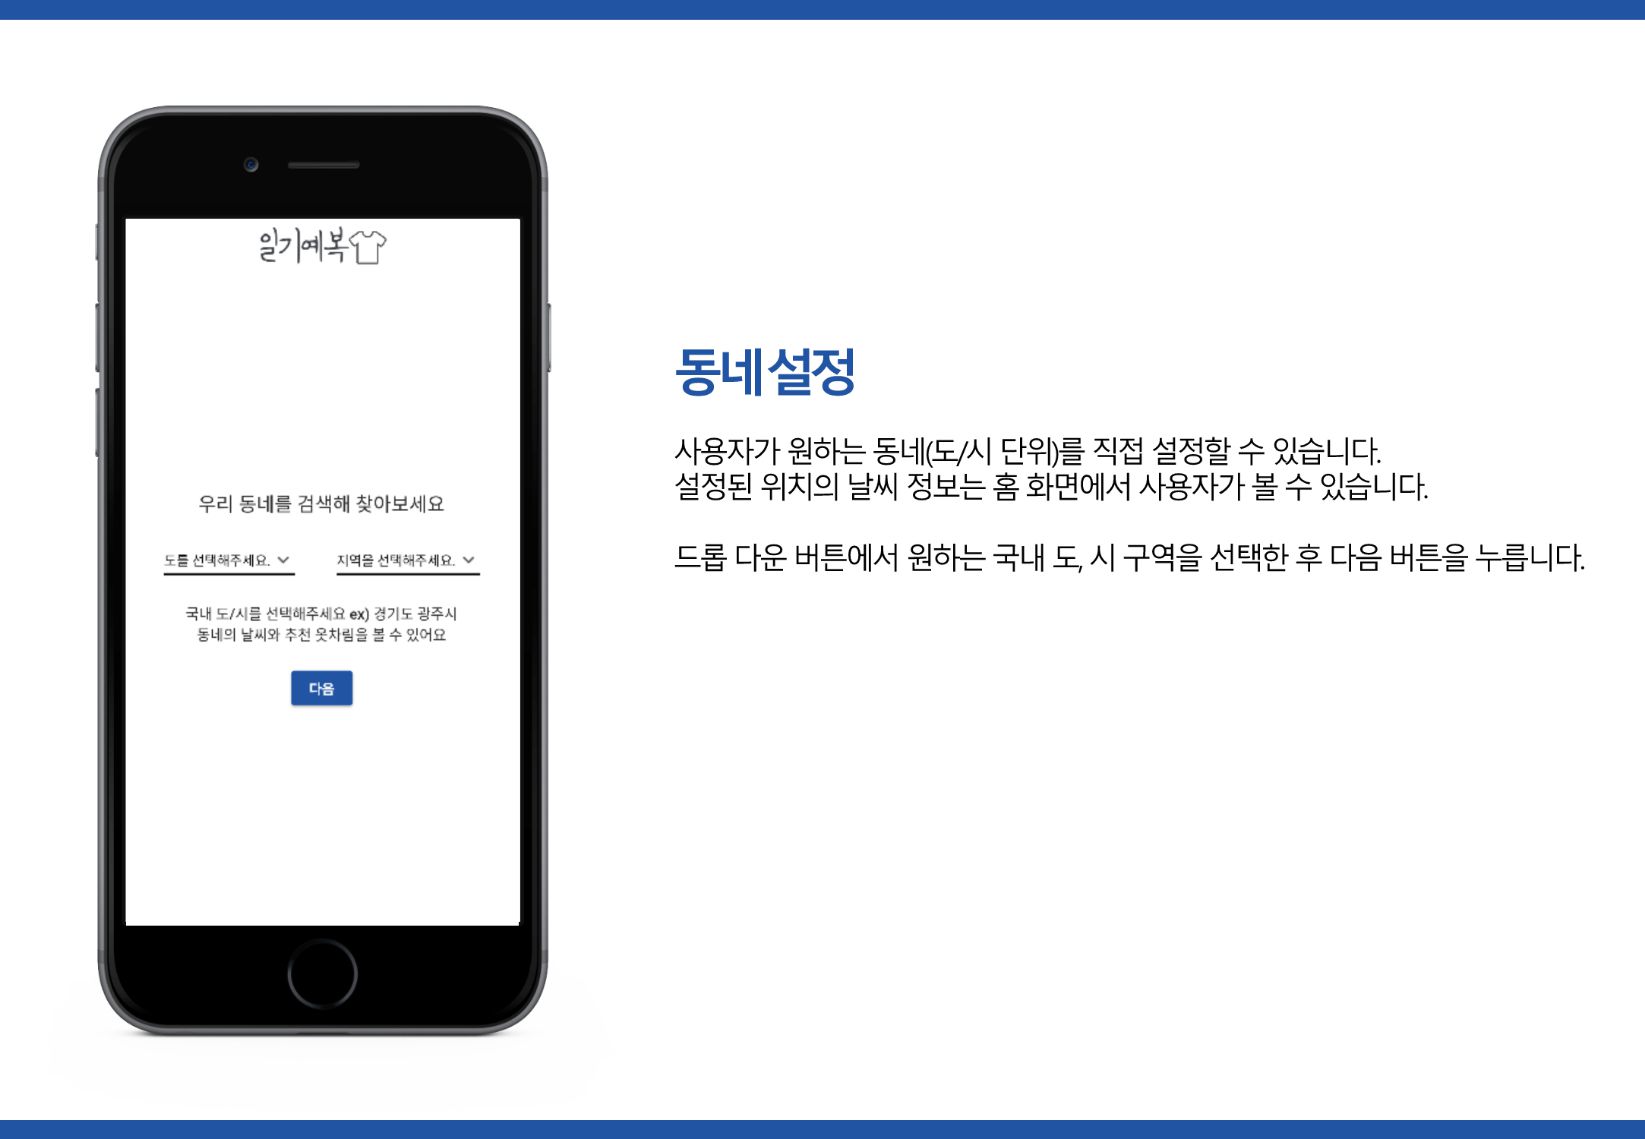 일기예복
우리 동네를 검색해 찾아보세요
도를 선택해주세요. 지역을 선택해주세요.
국내 도/시를 선택해주세요 ex) 경기도 광주시
동네의 날씨와 추천 옷차림을 볼 수 있어요
다음
동네 설정
사용자가 원하는 동네(도/시 단위)를 직접 설정할 수 있습니다.
설정된 위치의 날씨 정보는 홈 화면에서 사용자가 볼 수 있습니다.
드롭 다운 버튼에서 원하는 국내 도, 시 구역을 선택한 후 다음 버튼을 누릅니다.